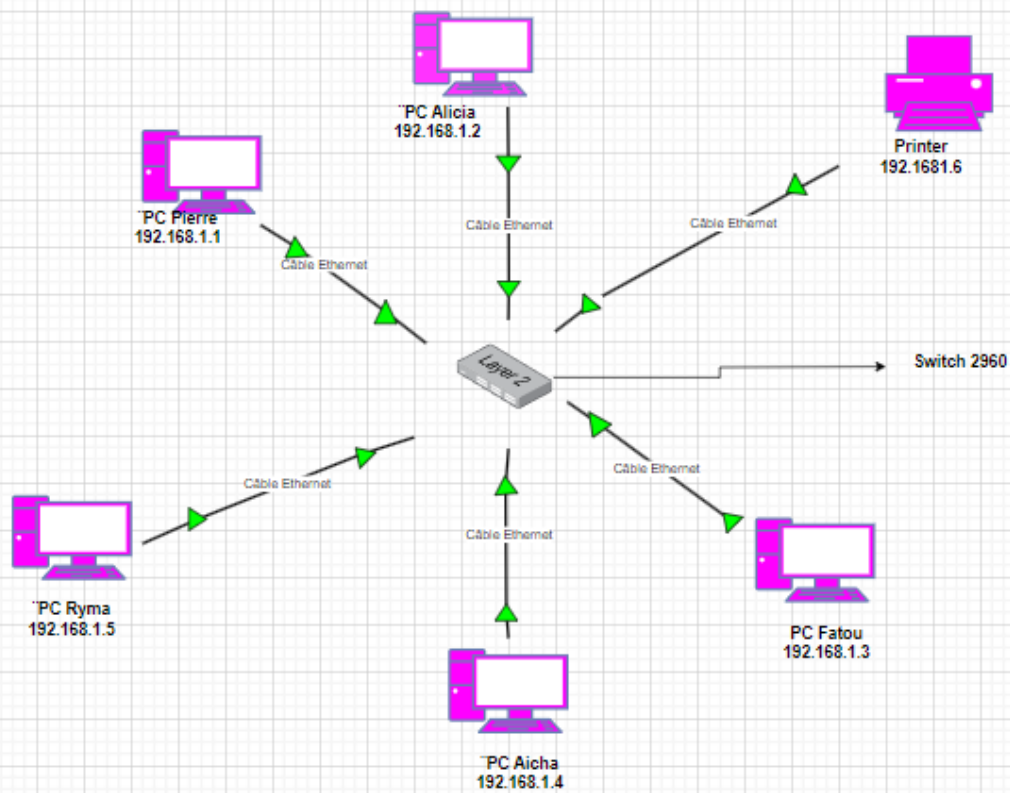 ¨PC Alicia
192.168.1.2
Printer
192.1681.6
¨PC Pierre
192.168.1.1
Câble Ethernet
Câble Ethernet
Câble Ethernet
Layer 2
Switch 2960
Câble Ethernet
Câble Ethernet
Câble Ethernet
¨PC Ryma
192.168.1.5
PC Fatou
192.168.1.3
¨PC Aicha
192.168.1.4